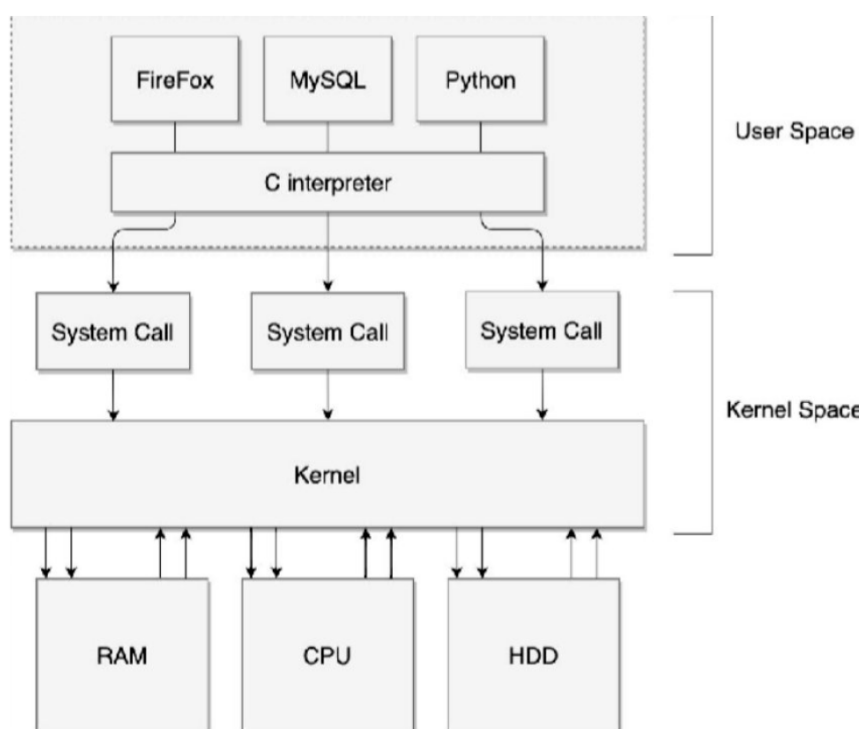 FireFox
MySQL
Python
User Space
C interpreter
System Call
System Call
System Call
Kernel Space
Kernel
RAM
CPU
HDD